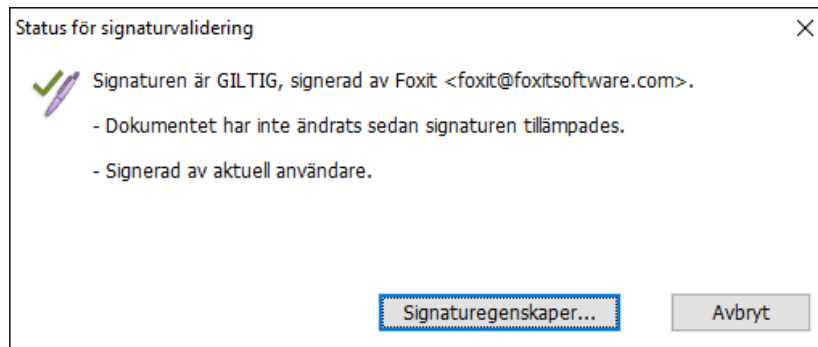 Status för signaturvalidering
Signaturen är GILTIG, signerad av Foxit <foxit@foxitsoftware.com>.
- Dokumentet har inte ändrats sedan signaturen tillämpades.
- Signerad av aktuell användare.
Signaturegenskaper... Avbryt